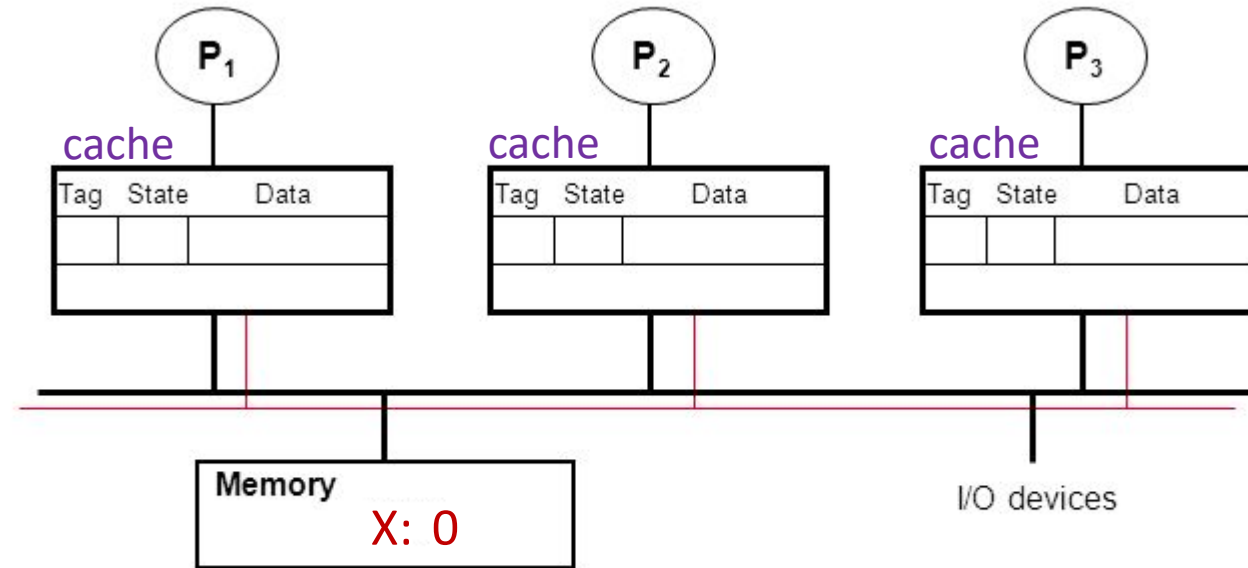 P₁ P₂ P₃
cache cache cache
Tag State Data Tag State Data Tag State Data
Memory
X: 0
I/O devices